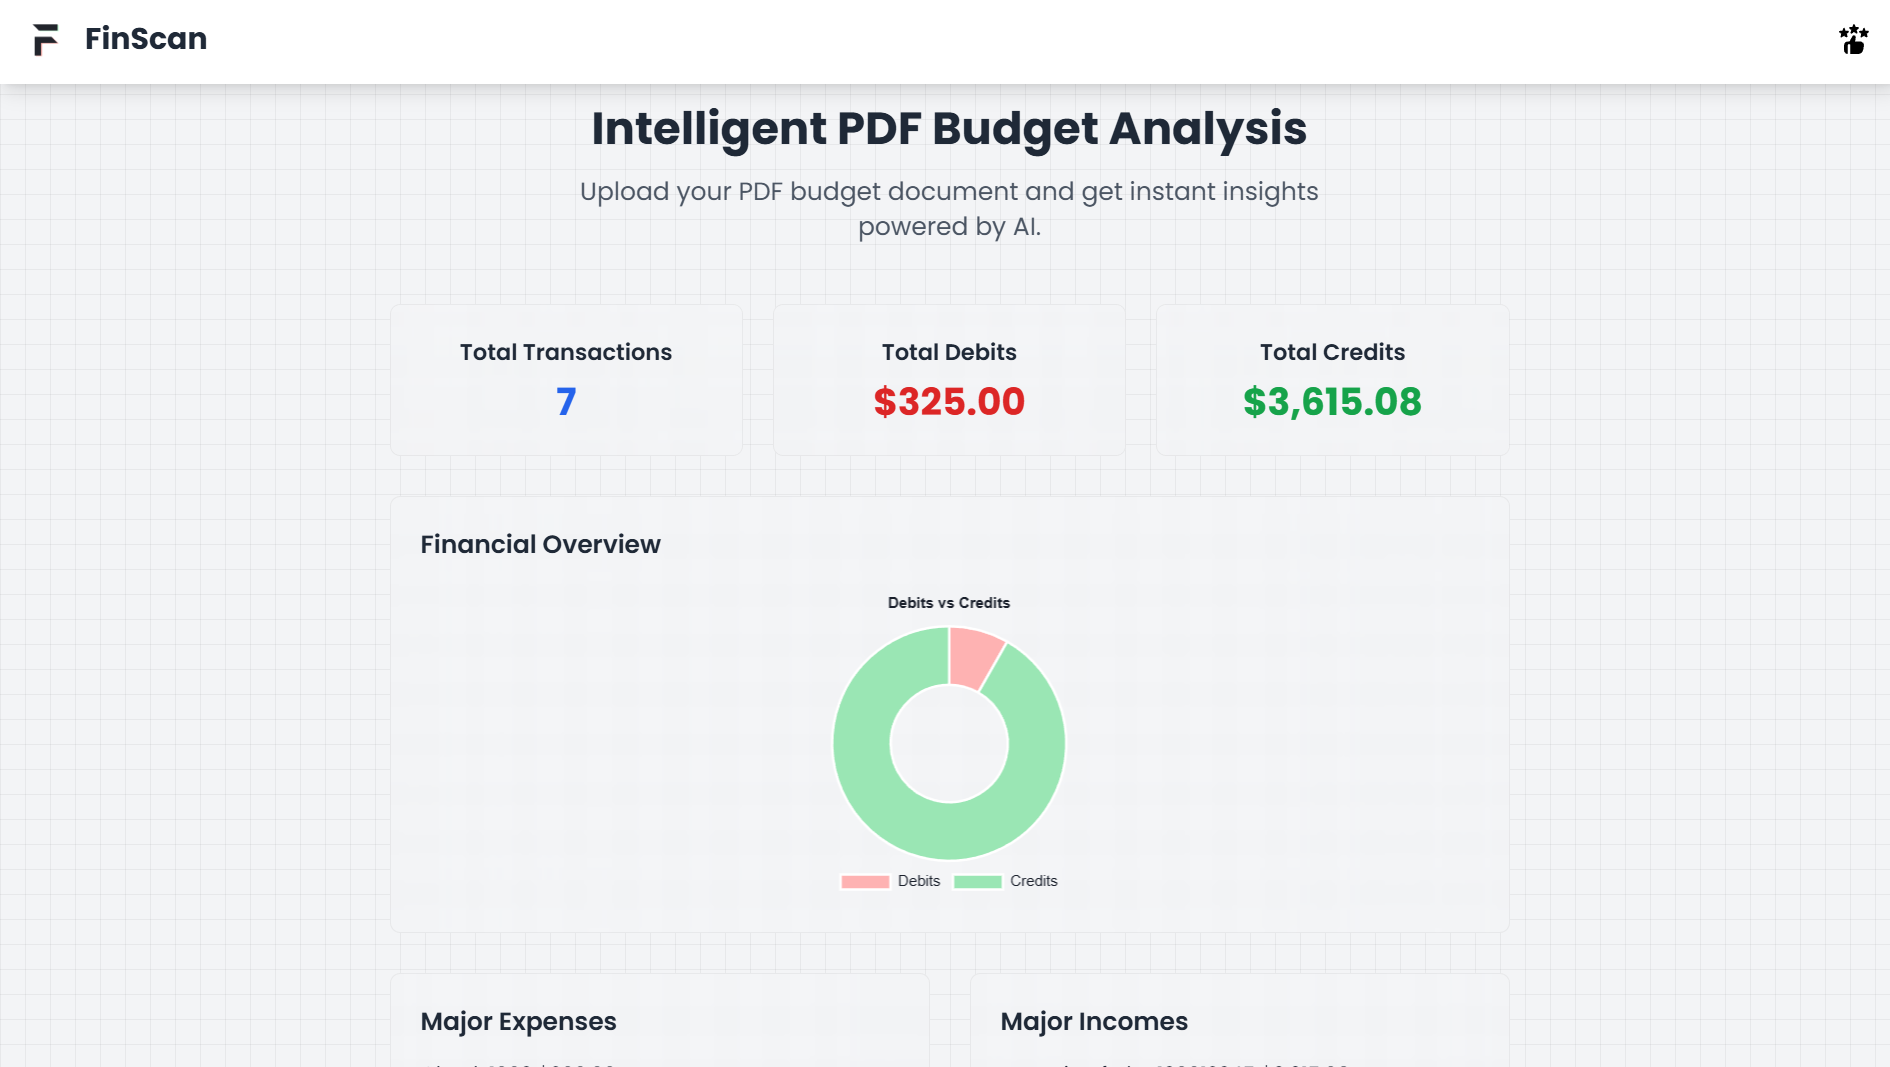 FinScan
Intelligent PDF Budget Analysis
Upload your PDF budget document and get instant insights
powered by AI.
Total Transactions
7
Total Debits
$325.00
Total Credits
$3,615.08
Financial Overview
Debits vs Credits
Debits
Credits
Major Expenses
Major Incomes